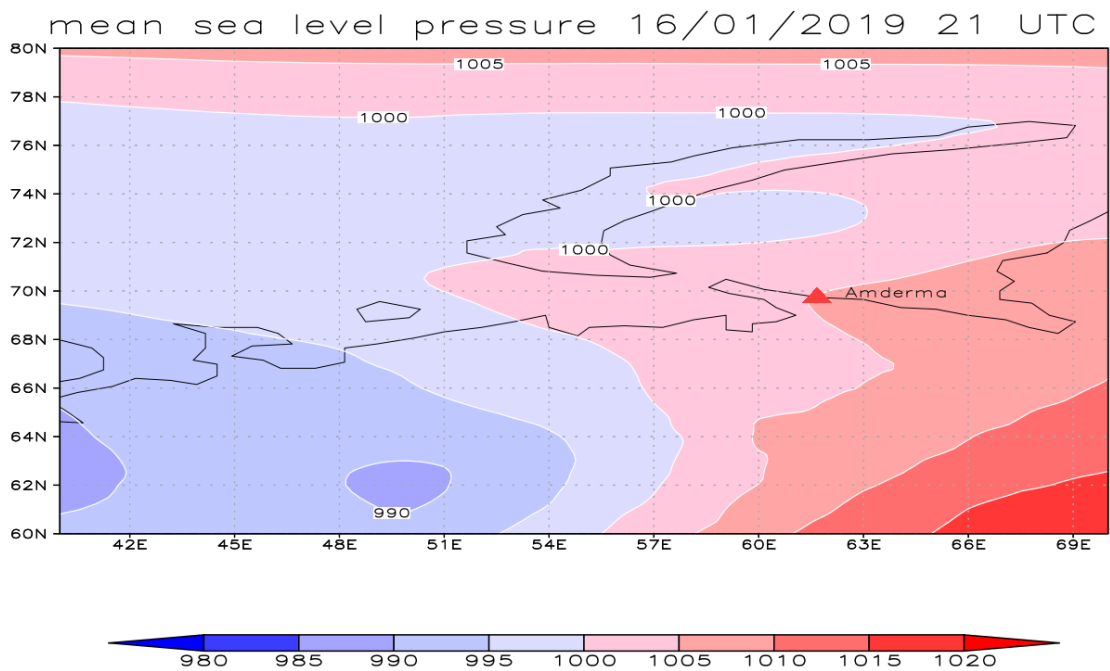 mean sea level pressure 16/01/2019 21 UTC
80N
1005 1005
78N
1000 1000
76N
74N
1000
72N
1000
70N
Amderma
68N
66N
64N
62N
990
60N
42E 45E 48E 51E 54E 57E 60E 63E 66E 69E
980 985 990 995 1000 1005 1010 1015 1020